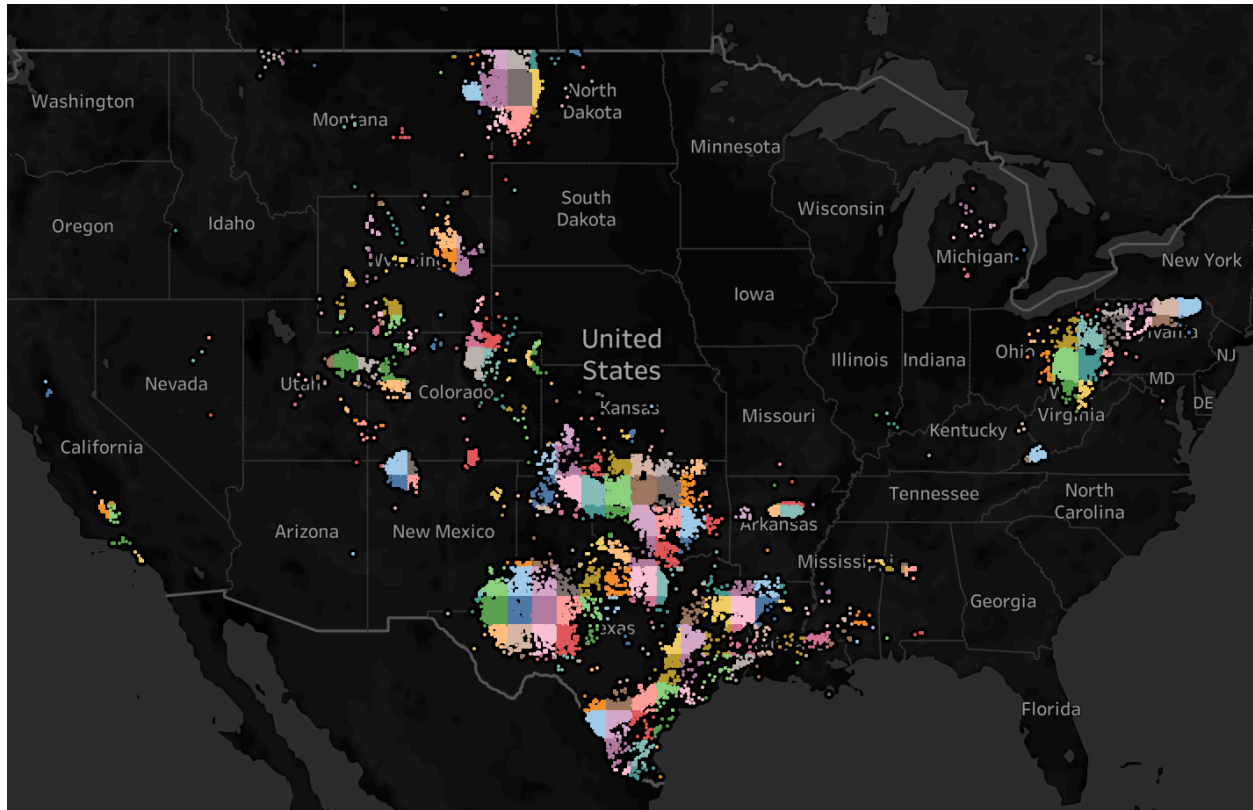 Washington
Montana
North
Dakota
Minnesota
South
Dakota
Oregon
Idaho
Wisconsin
Michigan
New York
Iowa
United
States
Illinois
Indiana
Ohio
NJ
Nevada
Utah
Colorado
Kansas
Missouri
MD
DE
Virginia
California
Kentucky
Tennessee
North
Carolina
Arizona
New Mexico
Arkansas
Mississippi
Georgia
Florida